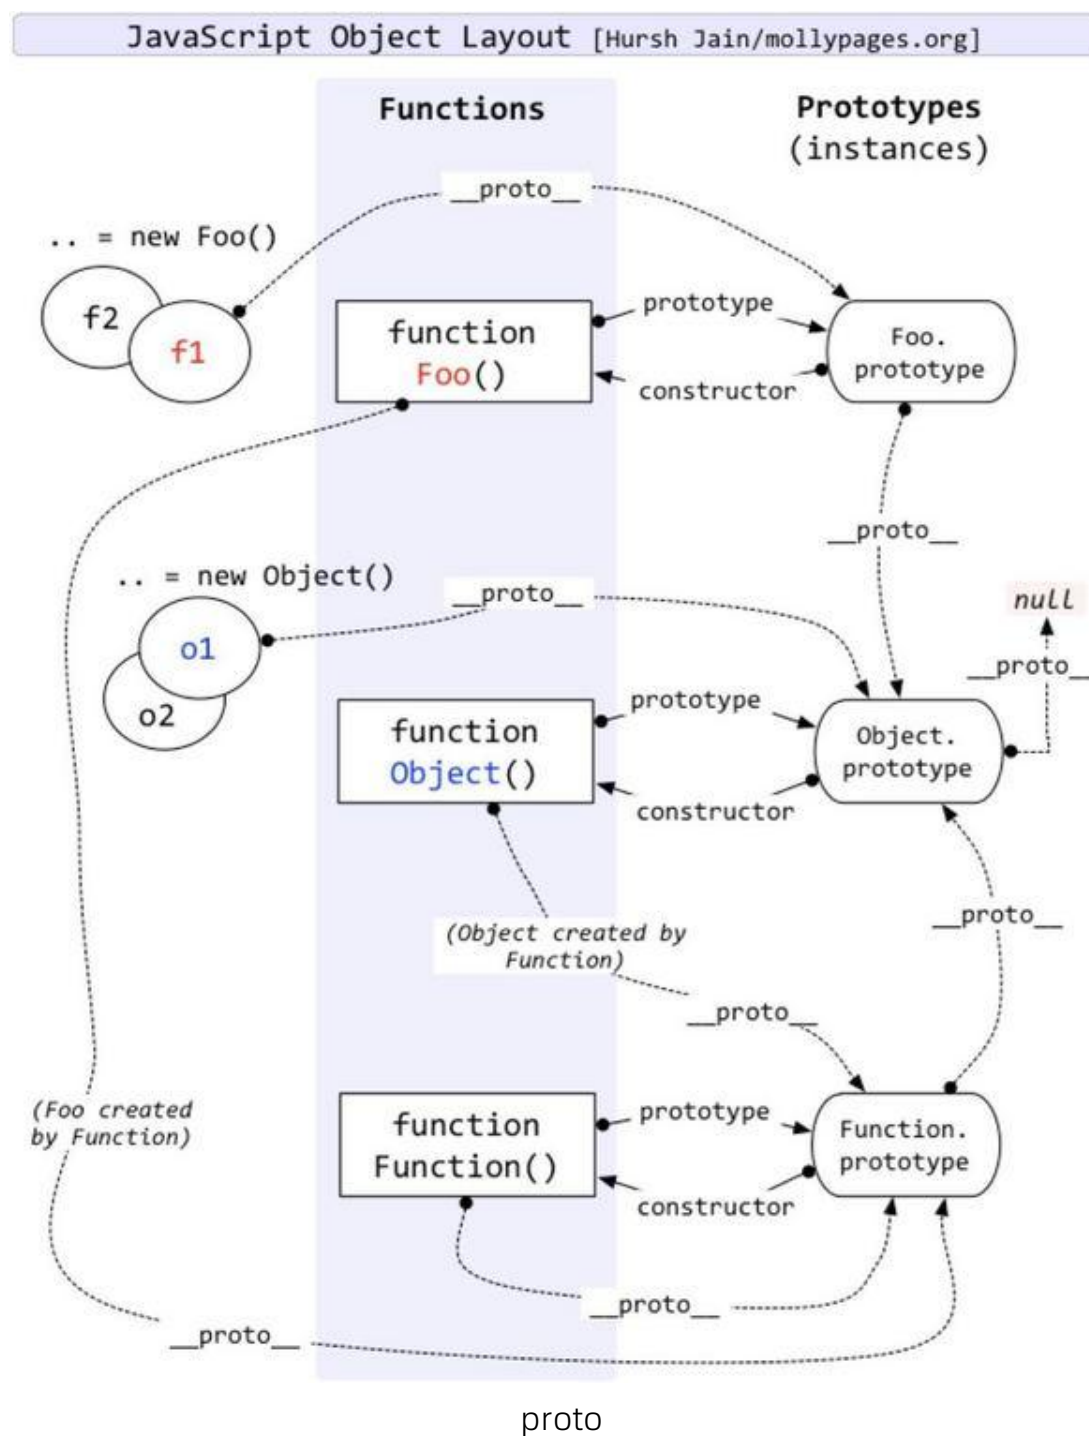 JavaScript Object Layout [Hursh Jain/mollypages.org]
Functions
Prototypes
(instances)
__proto__
.. = new Foo()
f2
f1
function
Foo()
prototype
constructor
Foo.
prototype
__proto__
.. = new Object()
o1
o2
__proto__
null
__proto__
function
Object()
prototype
constructor
Object.
prototype
__proto__
(Object created by
Function)
__proto__
(Foo created
by Function)
function
Function()
prototype
constructor
Function.
prototype
__proto__
__proto__
proto